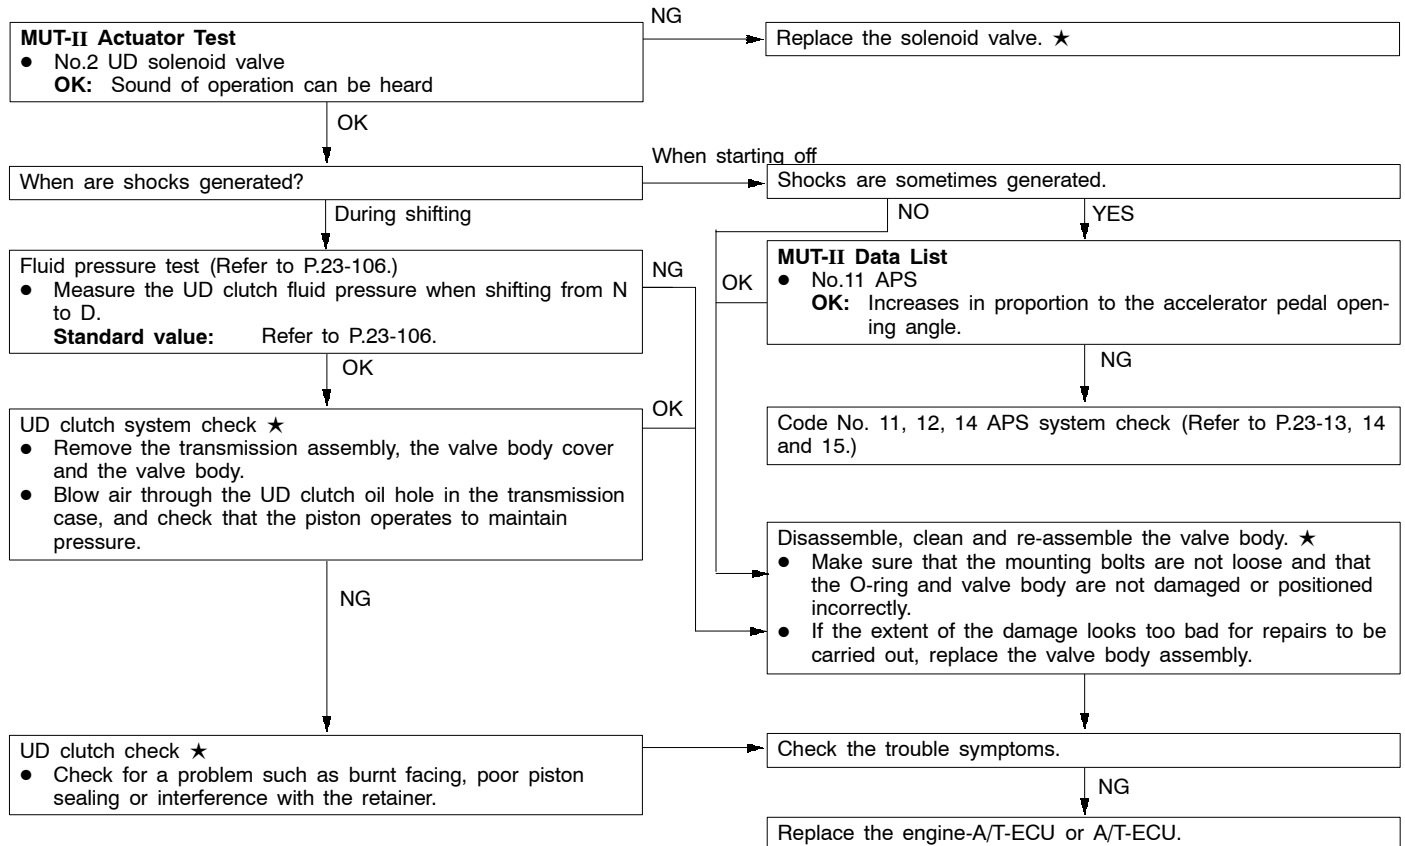 NG
MUT-II Actuator Test
● No.2 UD solenoid valve
OK: Sound of operation can be heard
Replace the solenoid valve. ★
OK
When starting off
When are shocks generated?
Shocks are sometimes generated.
During shifting
NO
YES
Fluid pressure test (Refer to P.23-106.)
● Measure the UD clutch fluid pressure when shifting from N
to D.
Standard value: Refer to P.23-106.
NG
OK
MUT-II Data List
● No.11 APS
OK: Increases in proportion to the accelerator pedal open-
ing angle.
OK
NG
UD clutch system check ★
● Remove the transmission assembly, the valve body cover
and the valve body.
● Blow air through the UD clutch oil hole in the transmission
case, and check that the piston operates to maintain
pressure.
OK
Code No. 11, 12, 14 APS system check (Refer to P.23-13, 14
and 15.)
Disassemble, clean and re-assemble the valve body. ★
● Make sure that the mounting bolts are not loose and that
the O-ring and valve body are not damaged or positioned
incorrectly.
● If the extent of the damage looks too bad for repairs to be
carried out, replace the valve body assembly.
NG
UD clutch check ★
● Check for a problem such as burnt facing, poor piston
sealing or interference with the retainer.
Check the trouble symptoms.
NG
Replace the engine-A/T-ECU or A/T-ECU.